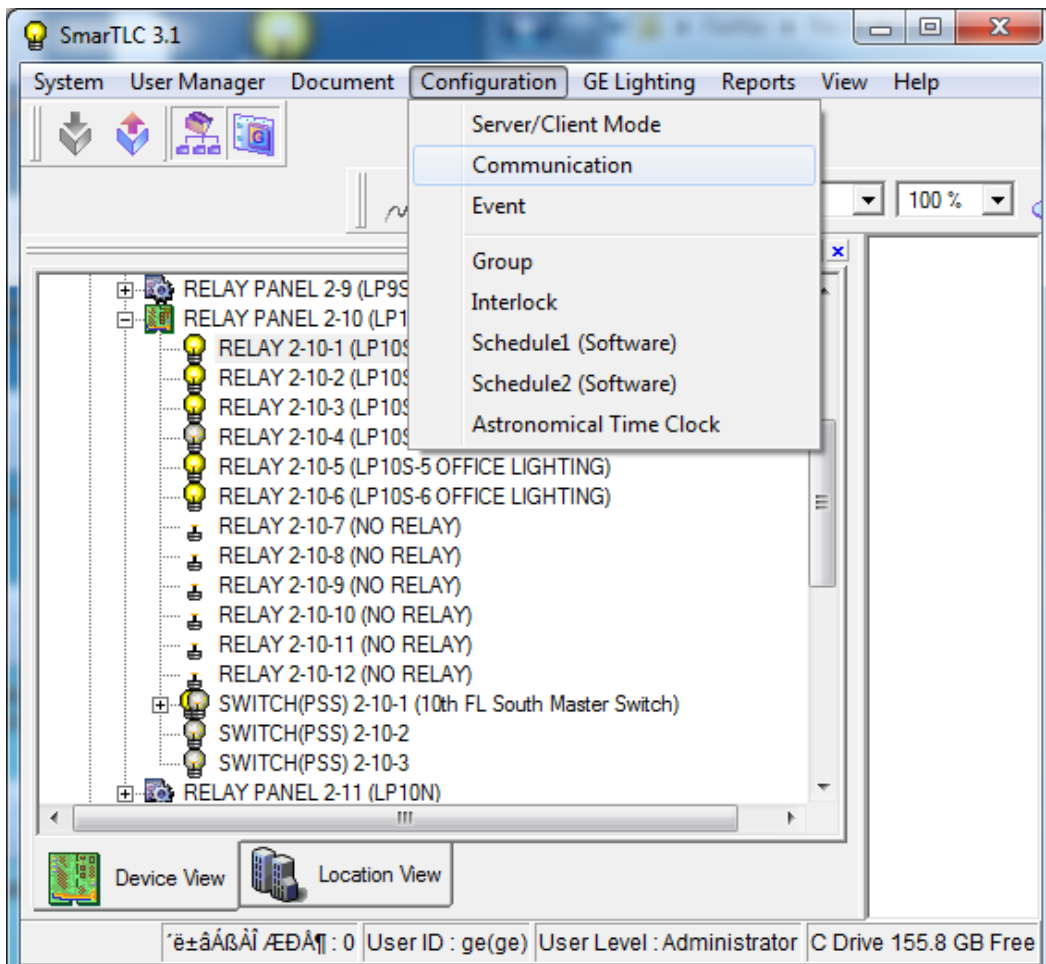 SmarTLC 3.1
System User Manager Document Configuration GE Lighting Reports View Help
Server/Client Mode
Communication
Event
Group
Interlock
Schedule1 (Software)
Schedule2 (Software)
Astronomical Time Clock
100 %
RELAY PANEL 2-9 (LP9S
RELAY PANEL 2-10 (LP1
RELAY 2-10-1 (LP10S
RELAY 2-10-2 (LP10S
RELAY 2-10-3 (LP10S
RELAY 2-10-4 (LP10S
RELAY 2-10-5 (LP10S-5 OFFICE LIGHTING)
RELAY 2-10-6 (LP10S-6 OFFICE LIGHTING)
RELAY 2-10-7 (NO RELAY)
RELAY 2-10-8 (NO RELAY)
RELAY 2-10-9 (NO RELAY)
RELAY 2-10-10 (NO RELAY)
RELAY 2-10-11 (NO RELAY)
RELAY 2-10-12 (NO RELAY)
SWITCH(PSS) 2-10-1 (10th FL South Master Switch)
SWITCH(PSS) 2-10-2
SWITCH(PSS) 2-10-3
RELAY PANEL 2-11 (LP10N)
Device View Location View
´ë±âÁßÀÎ ÆÐÅ¶ : 0 User ID : ge(ge) User Level : Administrator C Drive 155.8 GB Free